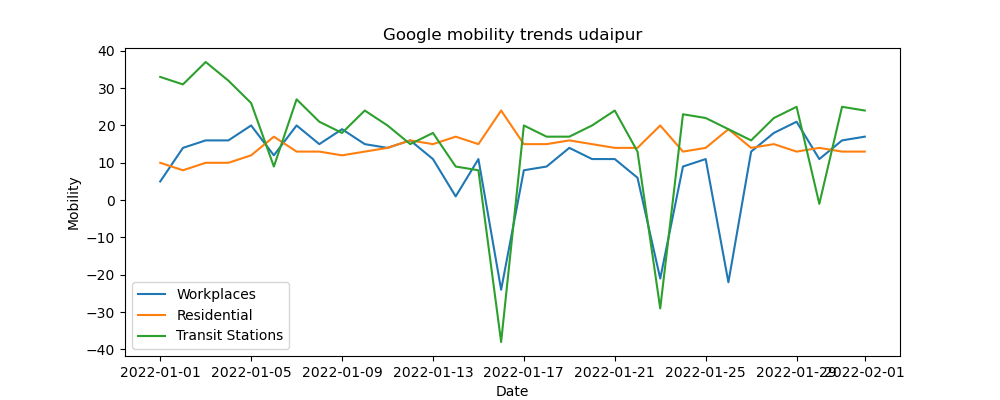 Google mobility trends udaipur
40
30
20
10
0
−10
−20
−30
−40
Mobility
Workplaces
Residential
Transit Stations
2022-01-01 2022-01-05 2022-01-09 2022-01-13 2022-01-17 2022-01-21 2022-01-25 2022-01-29 2022-02-01
Date